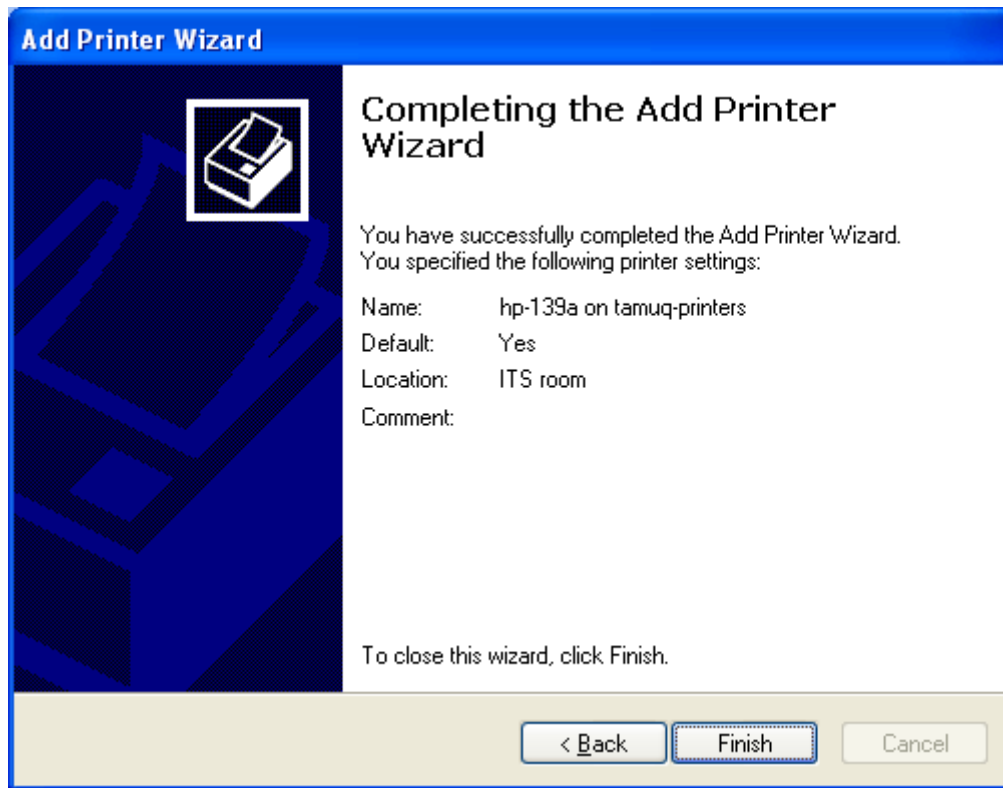 Add Printer Wizard
Completing the Add Printer
Wizard
You have successfully completed the Add Printer Wizard.
You specified the following printer settings:
Name: hp-139a on tamuq-printers
Default: Yes
Location: ITS room
Comment:
To close this wizard, click Finish.
< Back Finish Cancel